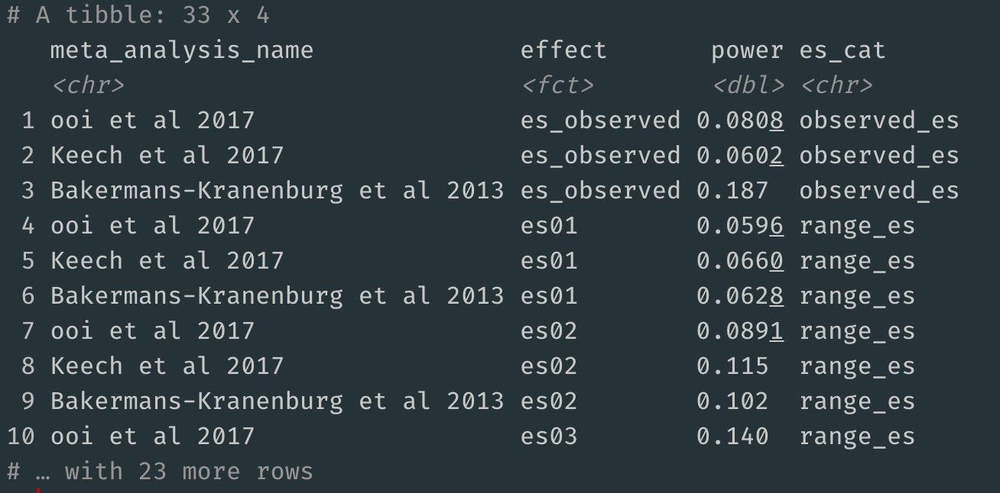 # A tibble: 33 x 4
meta_analysis_name effect power es_cat
<chr> <fct> <dbl> <chr>
1 ooi et al 2017 es_observed 0.0808 observed_es
2 Keech et al 2017 es_observed 0.0602 observed_es
3 Bakermans-Kranenburg et al 2013 es_observed 0.187 observed_es
4 ooi et al 2017 es01 0.0596 range_es
5 Keech et al 2017 es01 0.0660 range_es
6 Bakermans-Kranenburg et al 2013 es01 0.0628 range_es
7 ooi et al 2017 es02 0.0891 range_es
8 Keech et al 2017 es02 0.115 range_es
9 Bakermans-Kranenburg et al 2013 es02 0.102 range_es
10 ooi et al 2017 es03 0.140 range_es
# … with 23 more rows